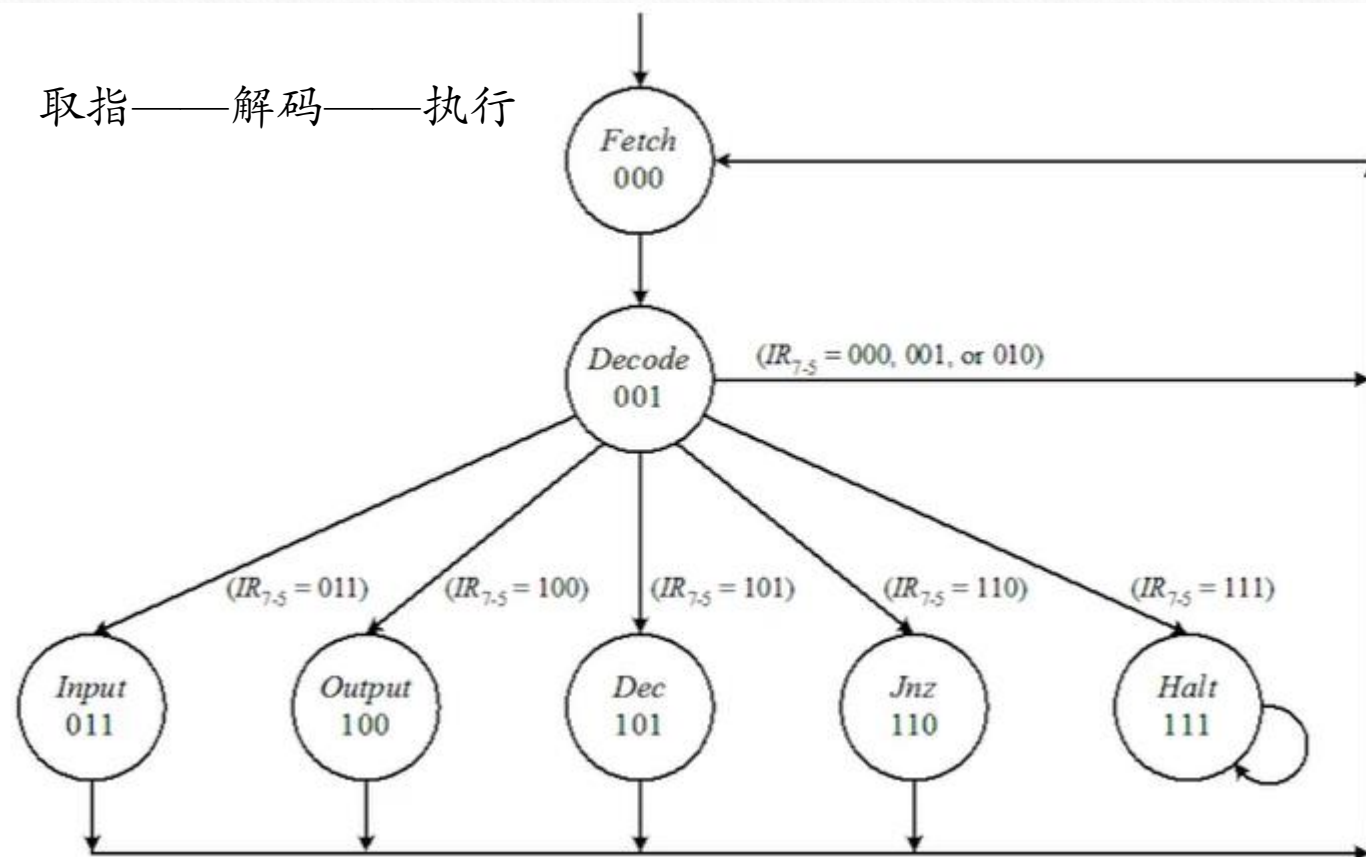 取指——解码——执行
Fetch
000
Decode
001
(IR7-5 = 000, 001, or 010)
(IR7-5 = 011)
(IR7-5 = 100)
(IR7-5 = 101)
(IR7-5 = 110)
(IR7-5 = 111)
Input
011
Output
100
Dec
101
Jnz
110
Halt
111